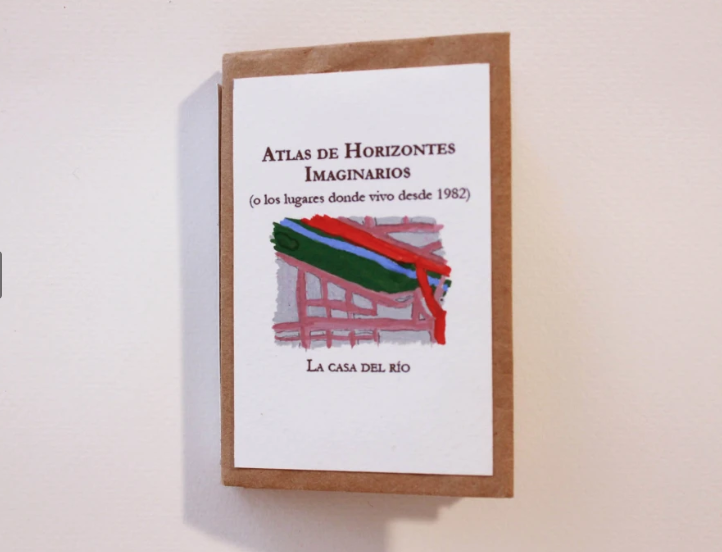 Atlas de Horizontes
Imaginarios
(o los lugares donde vivo desde 1982)
La casa del río